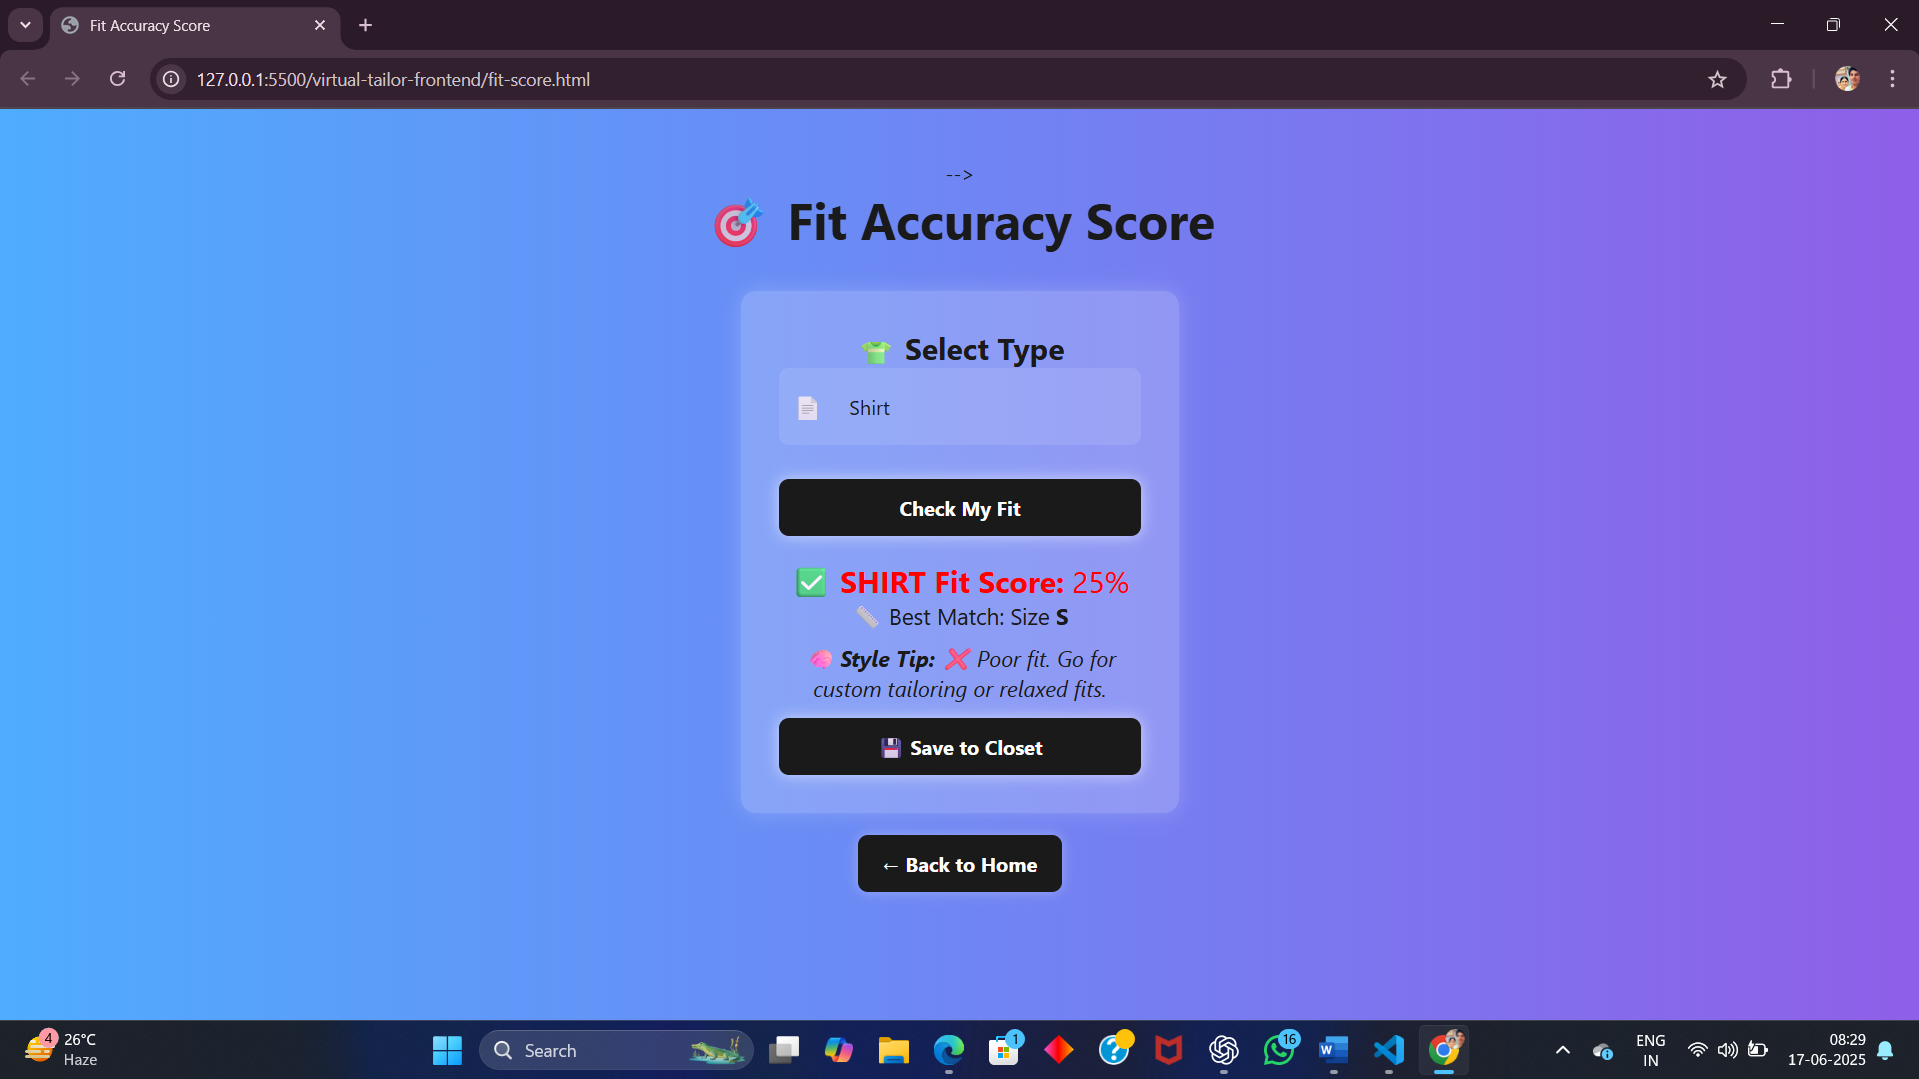 Fit Accuracy Score
127.0.0.1:5500/virtual-tailor-frontend/fit-score.html
-->
🎯 Fit Accuracy Score
👕 Select Type
📄 Shirt
Check My Fit
✅ SHIRT Fit Score: 25%
📏 Best Match: Size S
🧠 Style Tip: ❌ Poor fit. Go for
custom tailoring or relaxed fits.
💾 Save to Closet
← Back to Home
4
26°C
Haze
Search
1
16
ENG
IN
08:29
17-06-2025